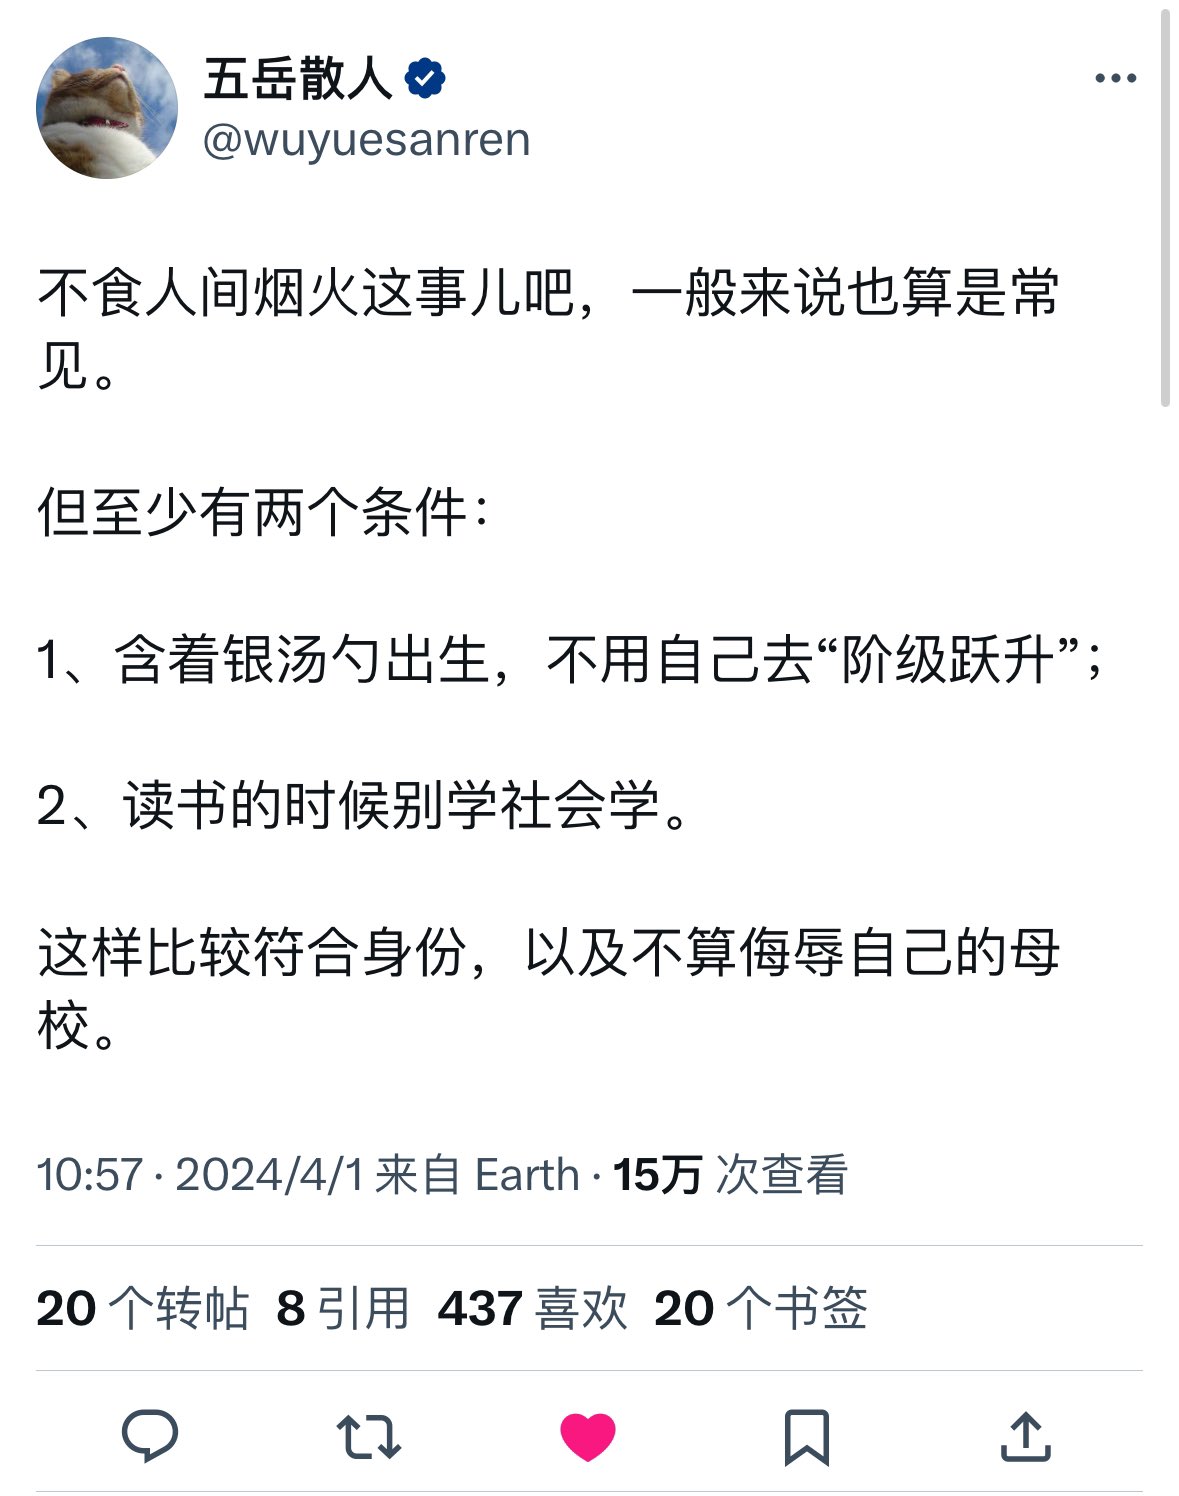 五岳散人
@wuyuesanren
不食人间烟火这事儿吧，一般来说也算是常
见。
但至少有两个条件：
1、含着银汤勺出生，不用自己去“阶级跃升”；
2、读书的时候别学社会学。
这样比较符合身份，以及不算侮辱自己的母
校。
10:57 · 2024/4/1 来自 Earth · 15万 次查看
20 个转帖 8 引用 437 喜欢 20 个书签